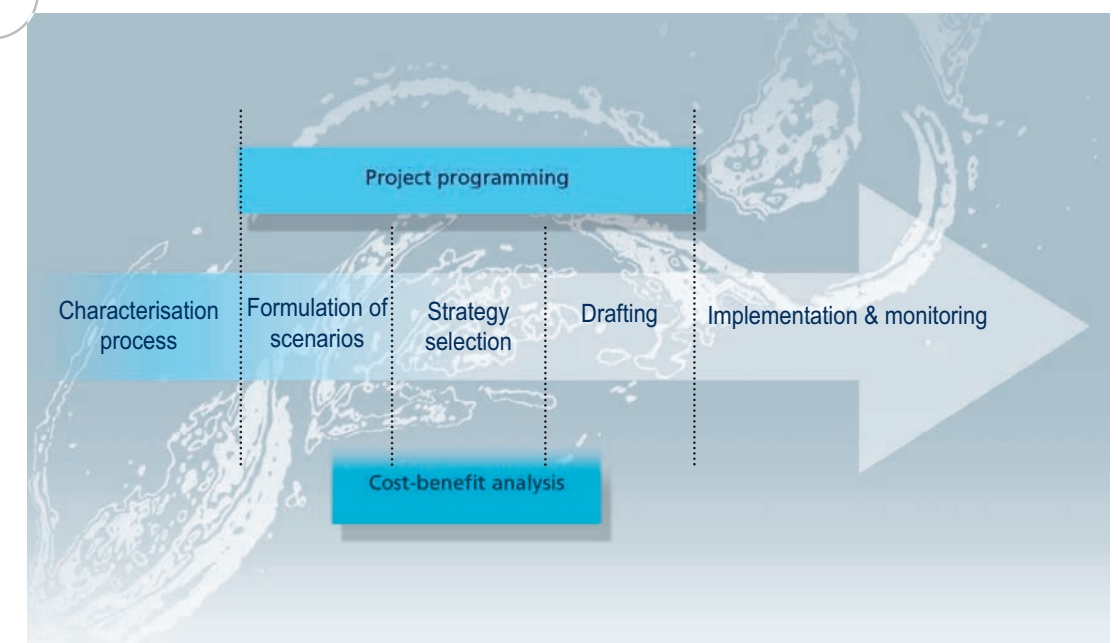 Project programming
Characterisation
process
Formulation of
scenarios
Strategy
selection
Drafting
Implementation & monitoring
Cost-benefit analysis